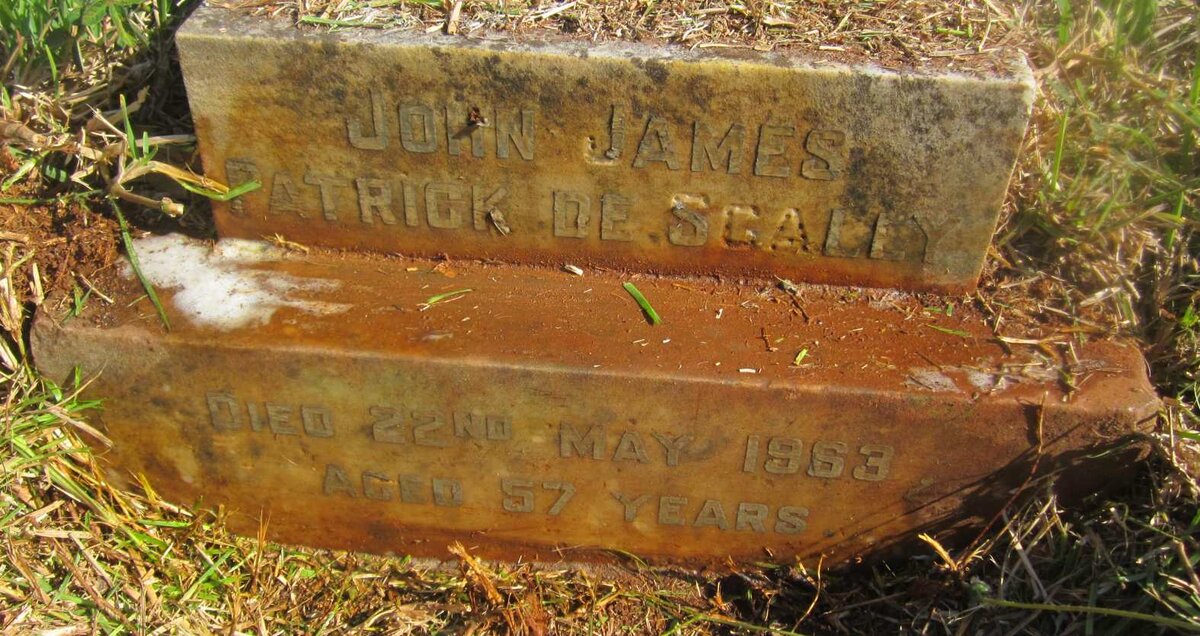 JOHN JAMES
PATRICK DE SCALLY
DIED 22ND MAY 1963
AGED 57 YEARS